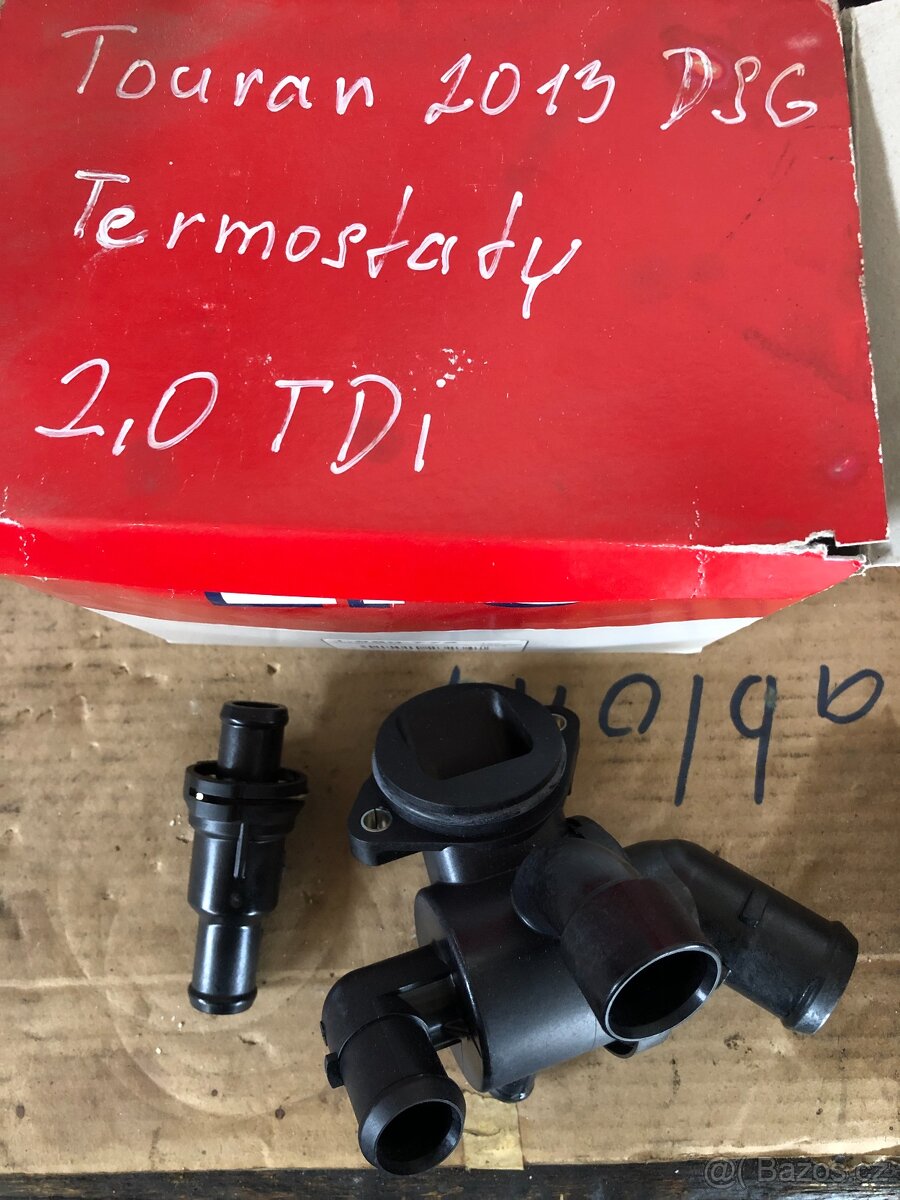 Touran 2013 DSG
Termostaty
2,0 TDi
@( Bazos.cz